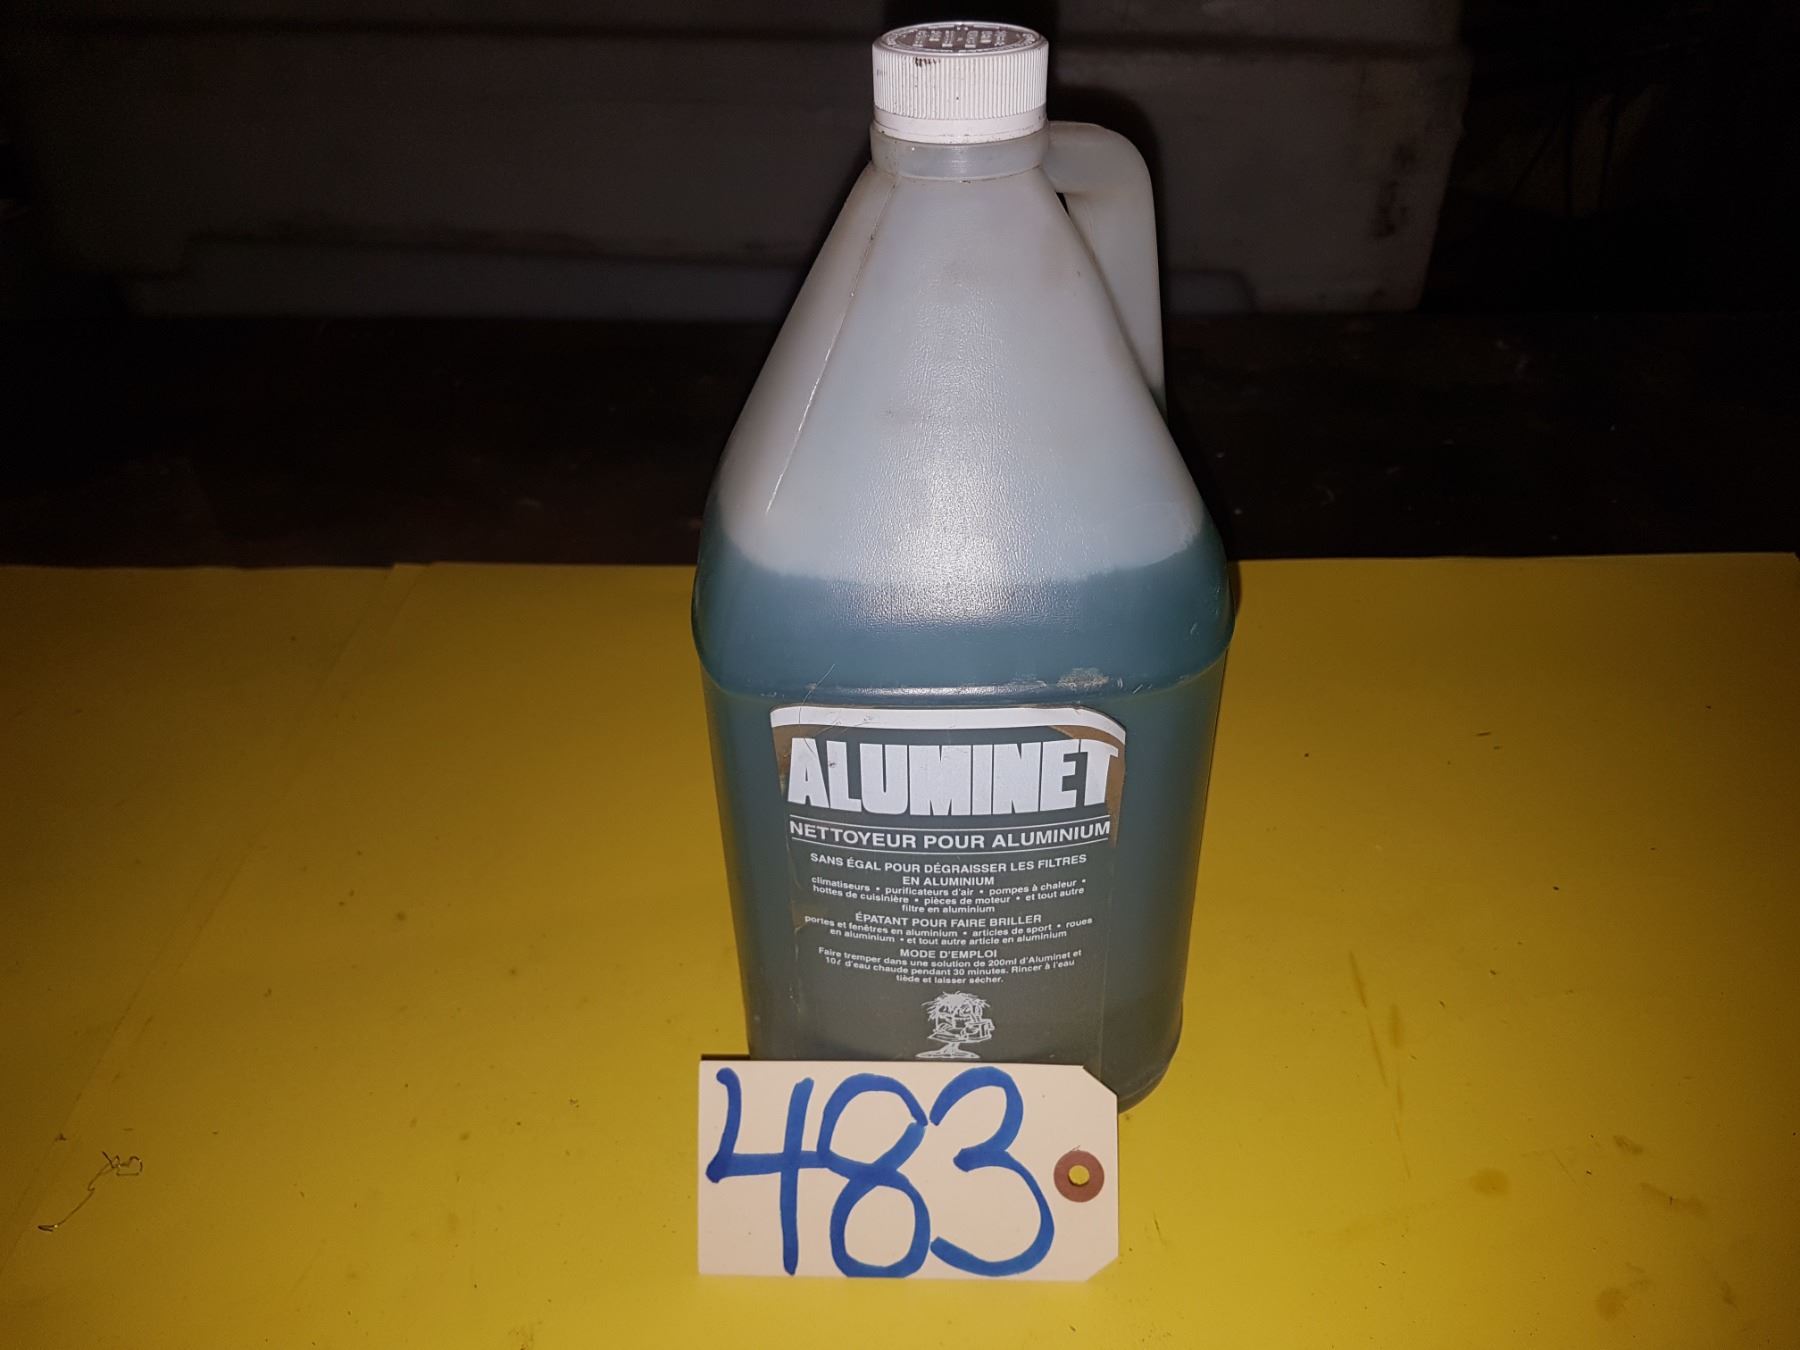 ALUMINET
NETTOYEUR POUR ALUMINIUM
SANS ÉGAL POUR DÉGRAISSER LES FILTRES
EN ALUMINIUM
climatiseurs • purificateurs d'air • pompes à chaleur •
hottes de cuisinière • pièces de moteur • et tout autre
filtre en aluminium
ÉPATANT POUR FAIRE BRILLER
portes et fenêtres en aluminium • articles de sport • roues
en aluminium • et tout autre article en aluminium
MODE D'EMPLOI
Faire tremper dans une solution de 200ml d'Aluminet et
10ℓ d'eau chaude pendant 30 minutes. Rincer à l'eau
tiède et laisser sécher.
483